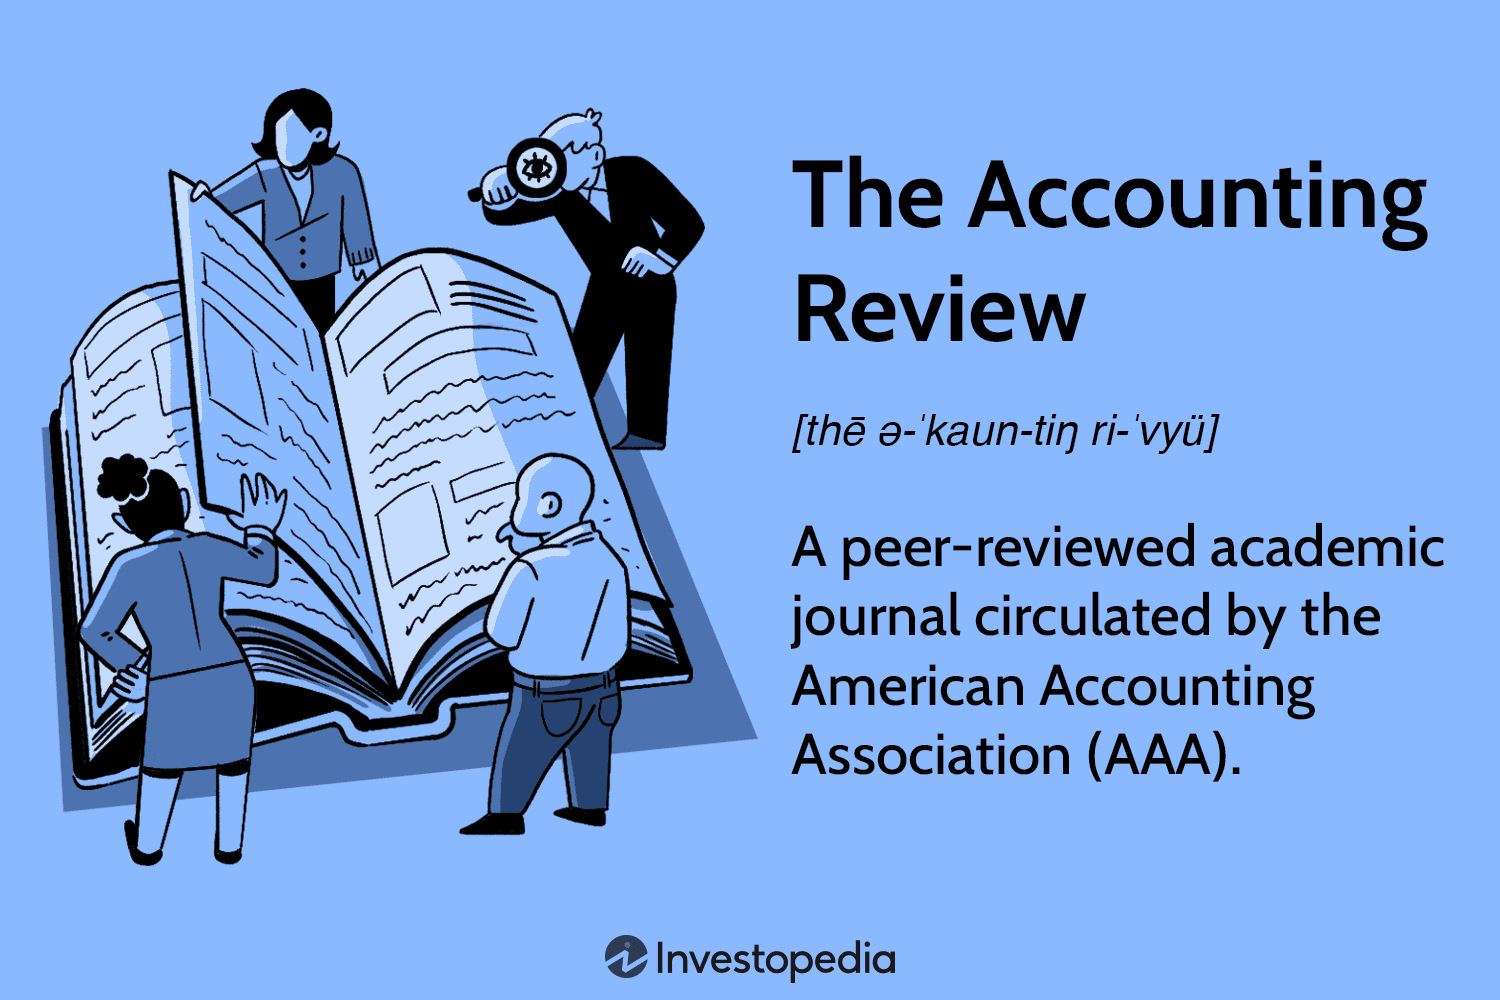 The Accounting
Review
[thē ə-ˈkaun-tiŋ ri-ˈvyü]
A peer-reviewed academic
journal circulated by the
American Accounting
Association (AAA).
Investopedia